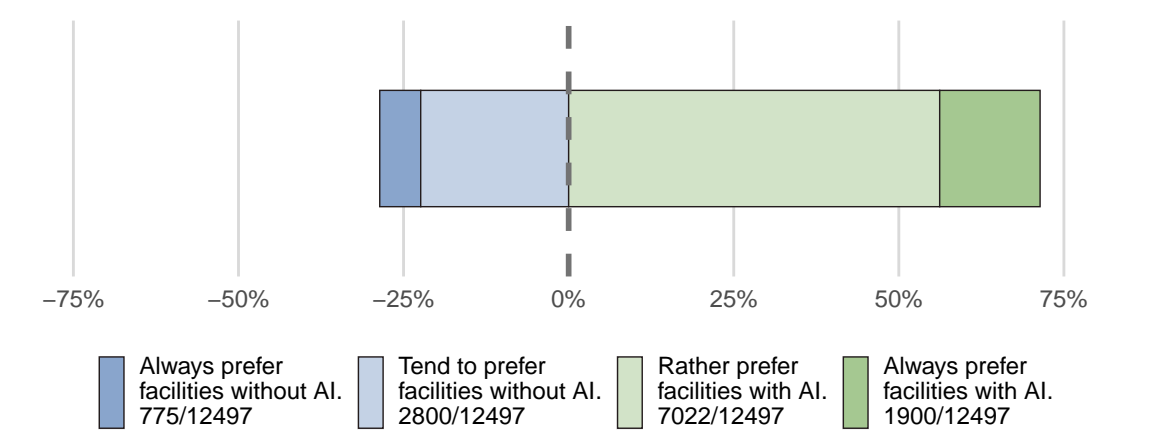 −75% −50% −25% 0% 25% 50% 75%
Always prefer
facilities without AI.
775/12497
Tend to prefer
facilities without AI.
2800/12497
Rather prefer
facilities with AI.
7022/12497
Always prefer
facilities with AI.
1900/12497